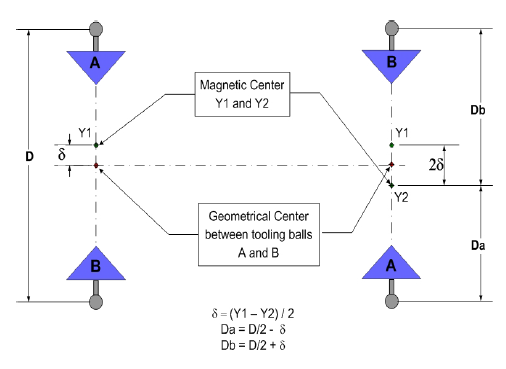 A
B
Magnetic Center
Y1 and Y2
Db
Y1
Y1
D
δ
2δ
Y2
Geometrical Center
between tooling balls
A and B
Da
B
A
δ = (Y1 – Y2) / 2
Da = D/2 - δ
Db = D/2 + δ